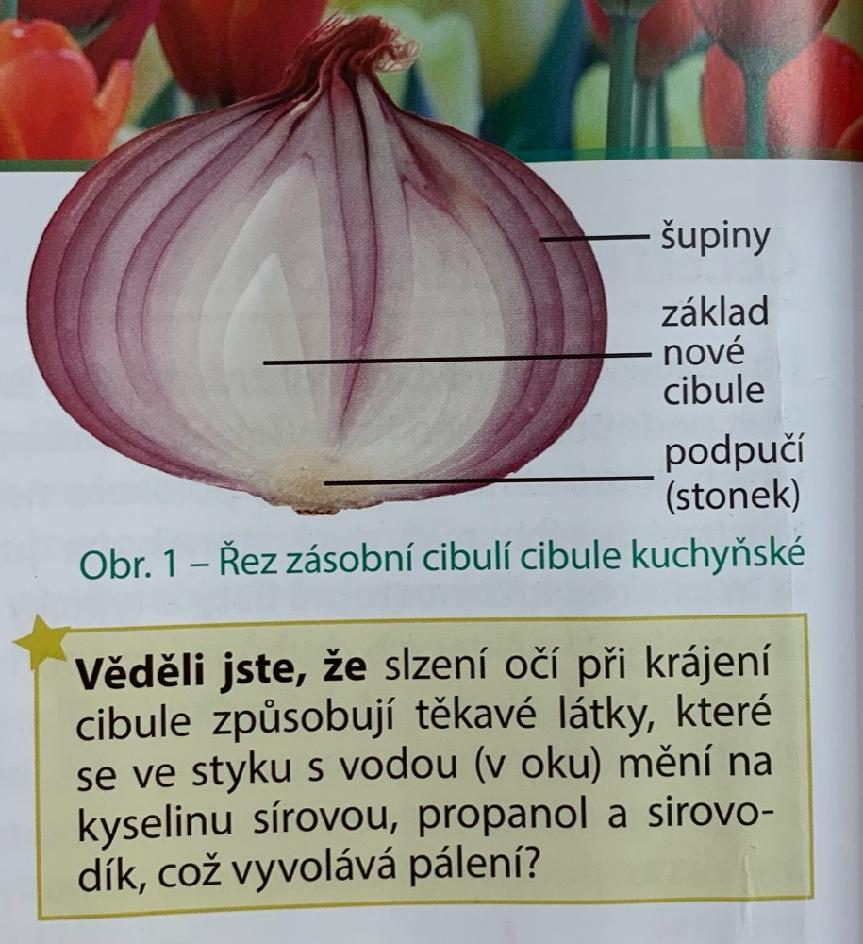 šupiny
základ
nové
cibule
podpučí
(stonek)
Obr. 1 – Řez zásobní cibulí cibule kuchyňské
Věděli jste, že slzení očí při krájení
cibule způsobují těkavé látky, které
se ve styku s vodou (v oku) mění na
kyselinu sírovou, propanol a sirovo-
dík, což vyvolává pálení?